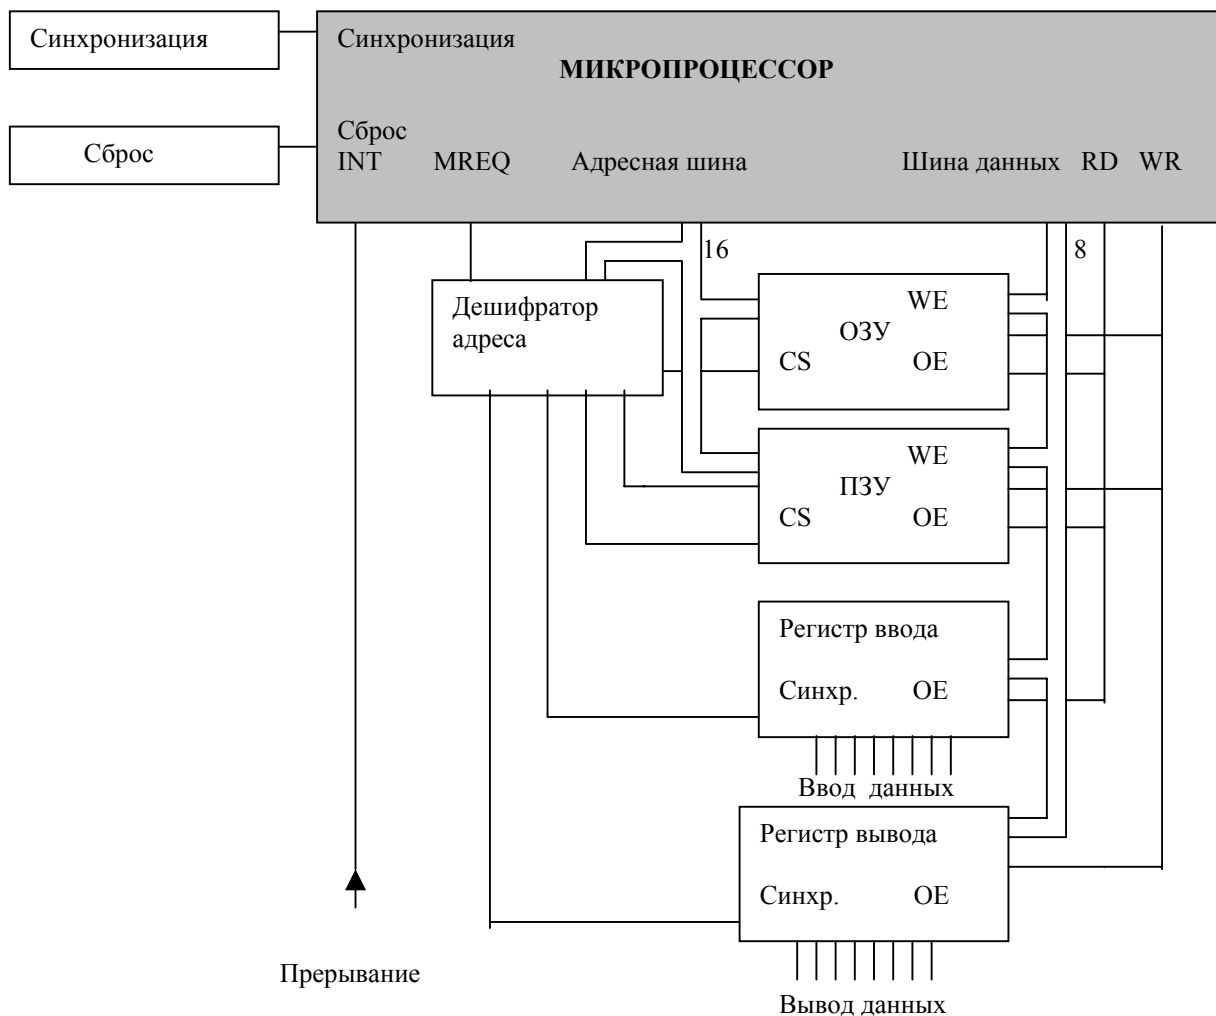 Синхронизация
Синхронизация
МИКРОПРОЦЕССОР
Сброс
Сброс
INT MREQ Адресная шина Шина данных RD WR
16
8
Дешифратор
адреса
WE
ОЗУ
CS OE
WE
ПЗУ
CS OE
Регистр ввода
Синхр. OE
Ввод данных
Регистр вывода
Синхр. OE
Прерывание
Вывод данных